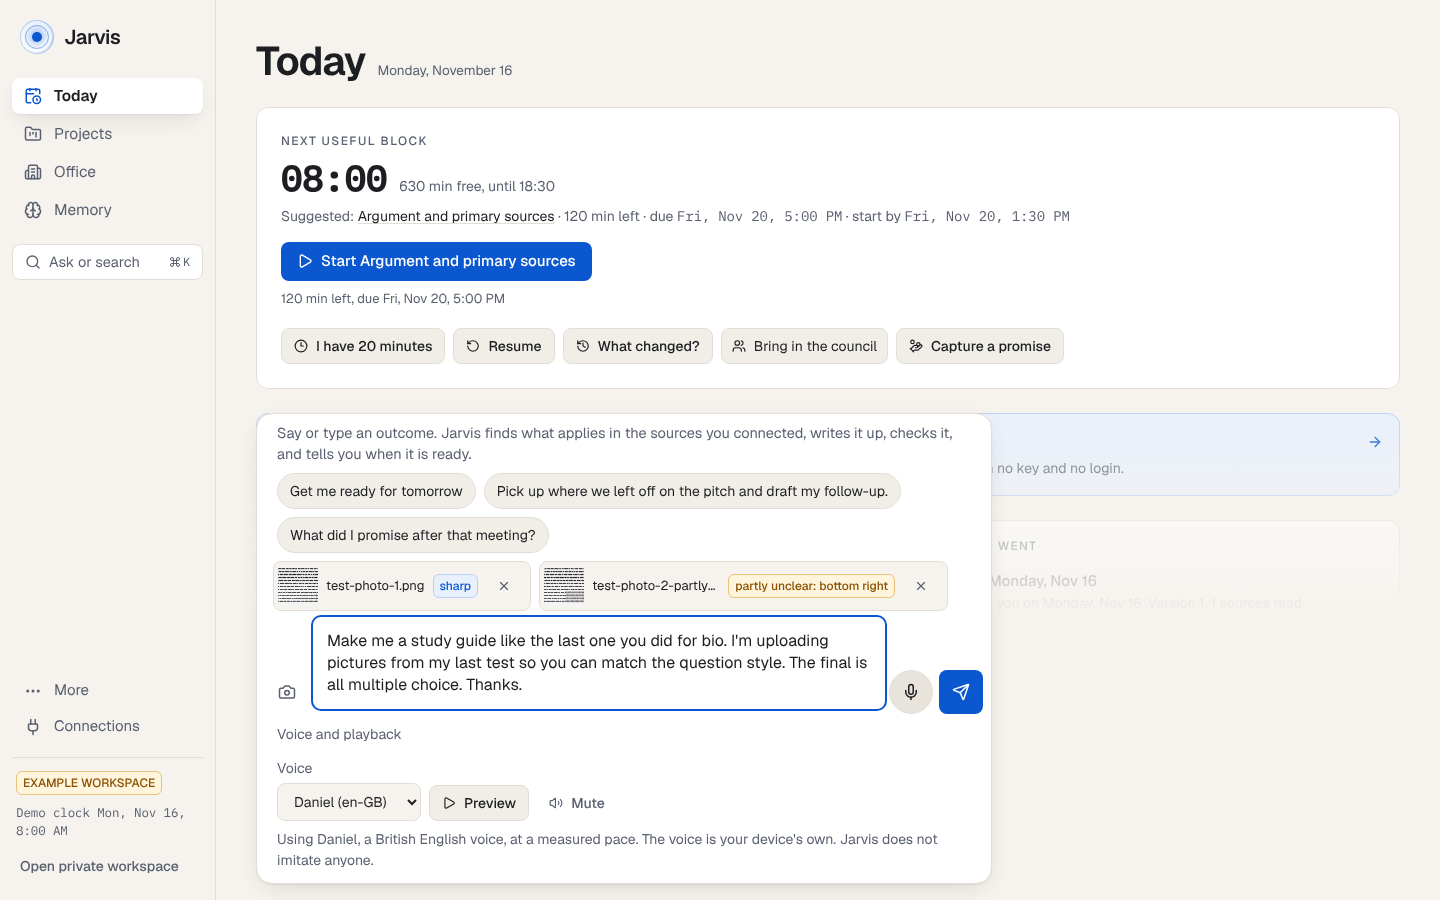 Jarvis
Today
Projects
Office
Memory
Ask or search ⌘K
More
Connections
EXAMPLE WORKSPACE
Demo clock Mon, Nov 16,
8:00 AM
Open private workspace
Today Monday, November 16
NEXT USEFUL BLOCK
08:00 630 min free, until 18:30
Suggested: Argument and primary sources · 120 min left · due Fri, Nov 20, 5:00 PM · start by Fri, Nov 20, 1:30 PM
Start Argument and primary sources
120 min left, due Fri, Nov 20, 5:00 PM
I have 20 minutes Resume What changed? Bring in the council Capture a promise
Say or type an outcome. Jarvis finds what applies in the sources you connected, writes it up, checks it,
and tells you when it is ready.
no key and no login.
Get me ready for tomorrow Pick up where we left off on the pitch and draft my follow-up.
What did I promise after that meeting?
WENT
Monday, Nov 16
you on Monday, Nov 16. Version 1, 1 sources read.
test-photo-1.png sharp × test-photo-2-partly... partly unclear: bottom right ×
Make me a study guide like the last one you did for bio. I'm uploading
pictures from my last test so you can match the question style. The final is
all multiple choice. Thanks.
Voice and playback
Voice
Daniel (en-GB) Preview Mute
Using Daniel, a British English voice, at a measured pace. The voice is your device's own. Jarvis does not
imitate anyone.